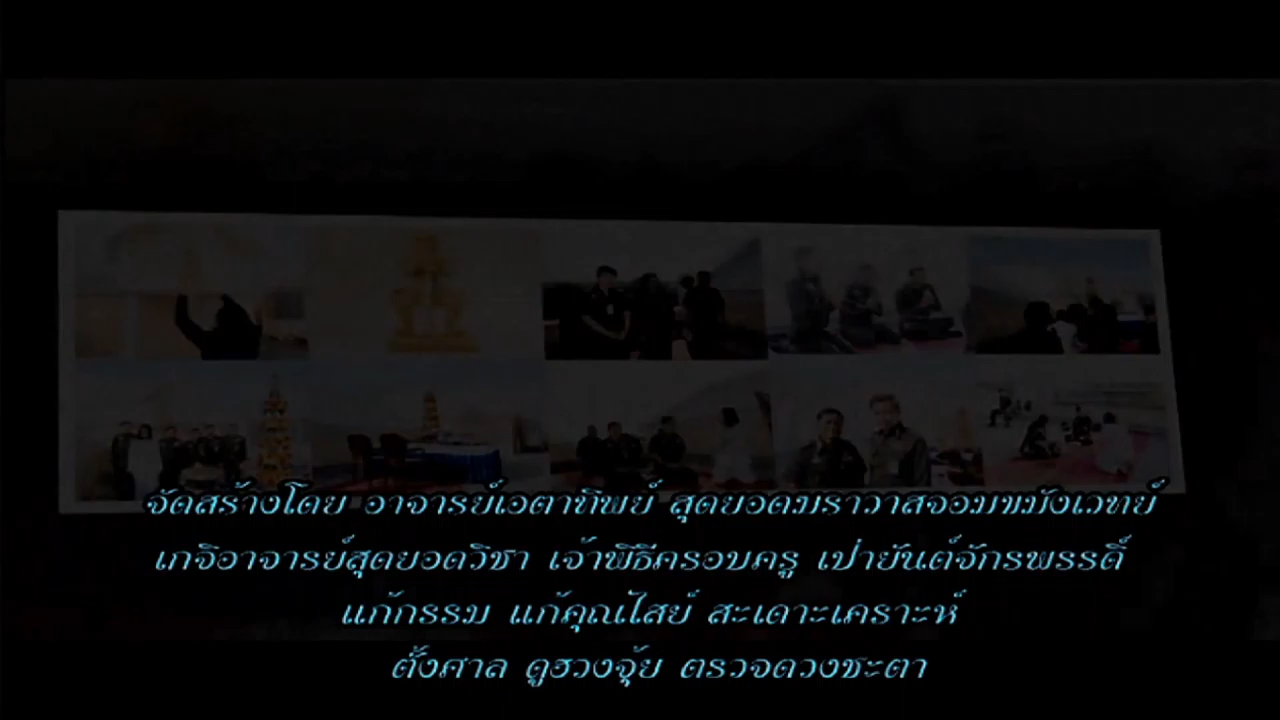 จัดสร้างโดย อาจารย์เอตาทิพย์ สุดยอดฆราวาสจอมขมังเวทย์
เกจิอาจารย์สุดยอดวิชา เจ้าพิธีครอบครู เป่ายันต์จักรพรรดิ์
แก้กรรม แก้คุณไสย์ สะเดาะเคราะห์
ตั้งศาล ดูฮวงจุ้ย ตรวจดวงชะตา